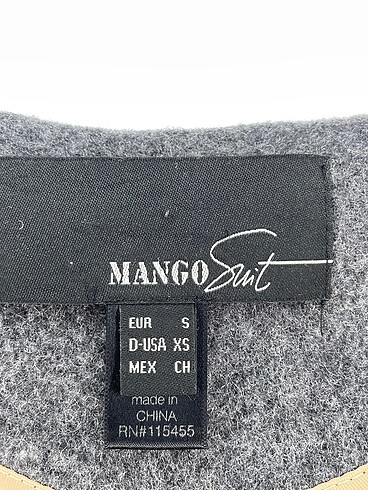 MANGO Suit
EUR S
D-USA XS
MEX CH
made in
CHINA
RN#115455